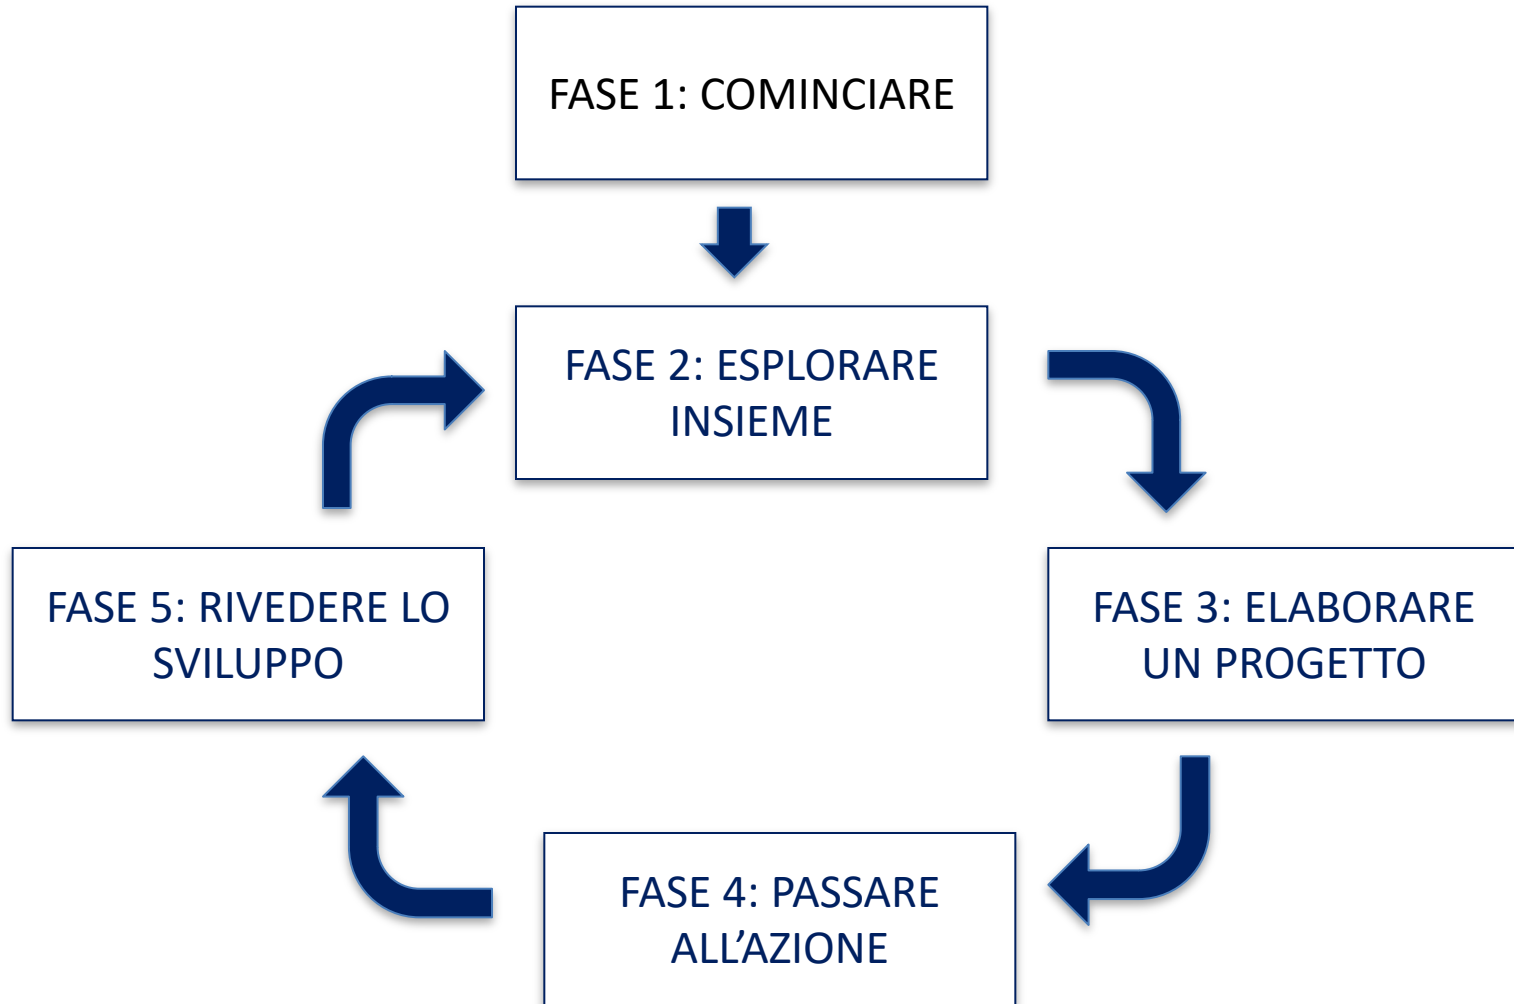 FASE 1: COMINCIARE
FASE 2: ESPLORARE
INSIEME
FASE 5: RIVEDERE LO
SVILUPPO
FASE 3: ELABORARE
UN PROGETTO
FASE 4: PASSARE
ALL’AZIONE